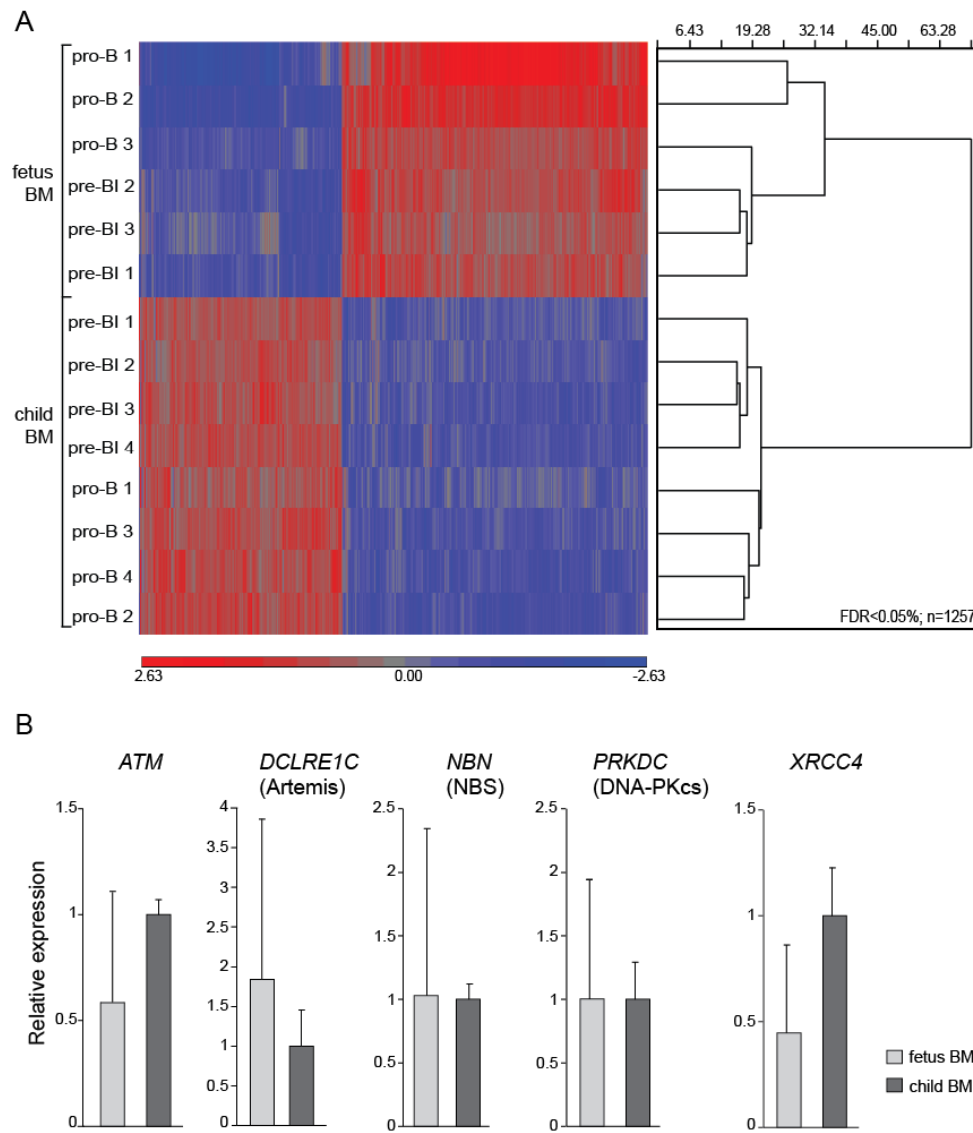 A
6.43 19.28 32.14 45.00 63.28
fetus BM
pro-B 1
pro-B 2
pro-B 3
pre-BI 2
pre-BI 3
pre-BI 1
child BM
pre-BI 1
pre-BI 2
pre-BI 3
pre-BI 4
pro-B 1
pro-B 3
pro-B 4
pro-B 2
FDR<0.05%; n=1257
2.63 0.00 -2.63
B
Relative expression
ATM
1.5
1
0.5
0
DCLRE1C
(Artemis)
4
3.5
3
2.5
2
1.5
1
0.5
0
NBN
(NBS)
2.5
2
1.5
1
0.5
0
PRKDC
(DNA-PKcs)
2.5
2
1.5
1
0.5
0
XRCC4
1.5
1
0.5
0
fetus BM
child BM